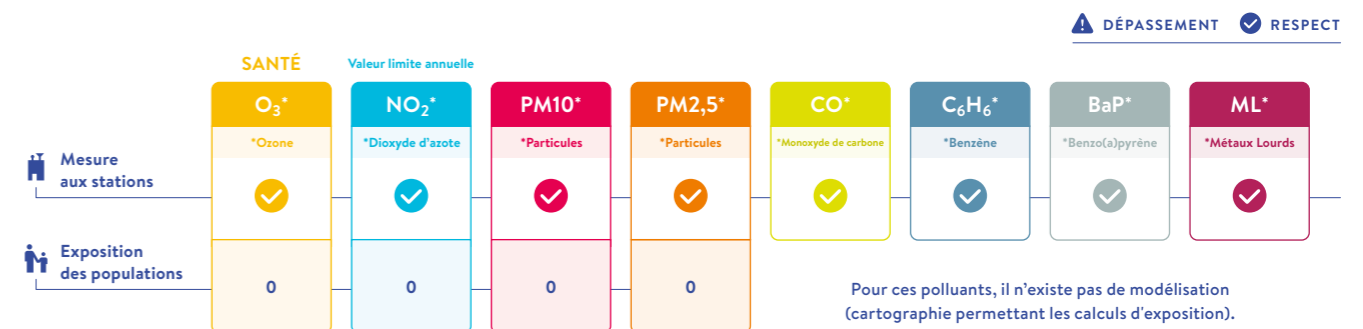 DÉPASSEMENT RESPECT
SANTÉ Valeur limite annuelle
O₃* NO₂* PM10* PM2,5* CO* C₆H₆* BaP* ML*
*Ozone *Dioxyde d'azote *Particules *Particules *Monoxyde de carbone *Benzène *Benzo(a)pyrène *Métaux Lourds
Mesure
aux stations
Exposition
des populations
0 0 0 0
Pour ces polluants, il n'existe pas de modélisation
(cartographie permettant les calculs d'exposition).